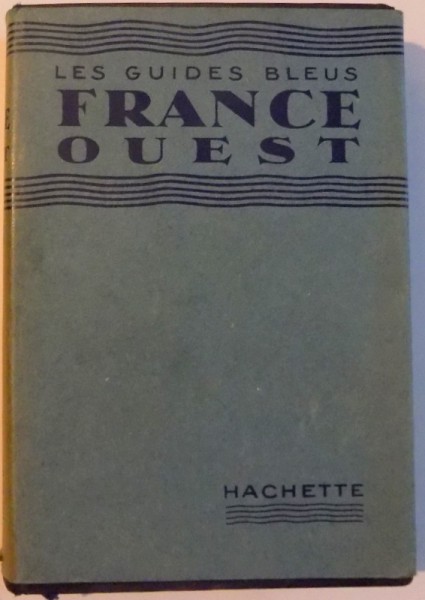 LES GUIDES BLEUS
FRANCE
OUEST
HACHETTE